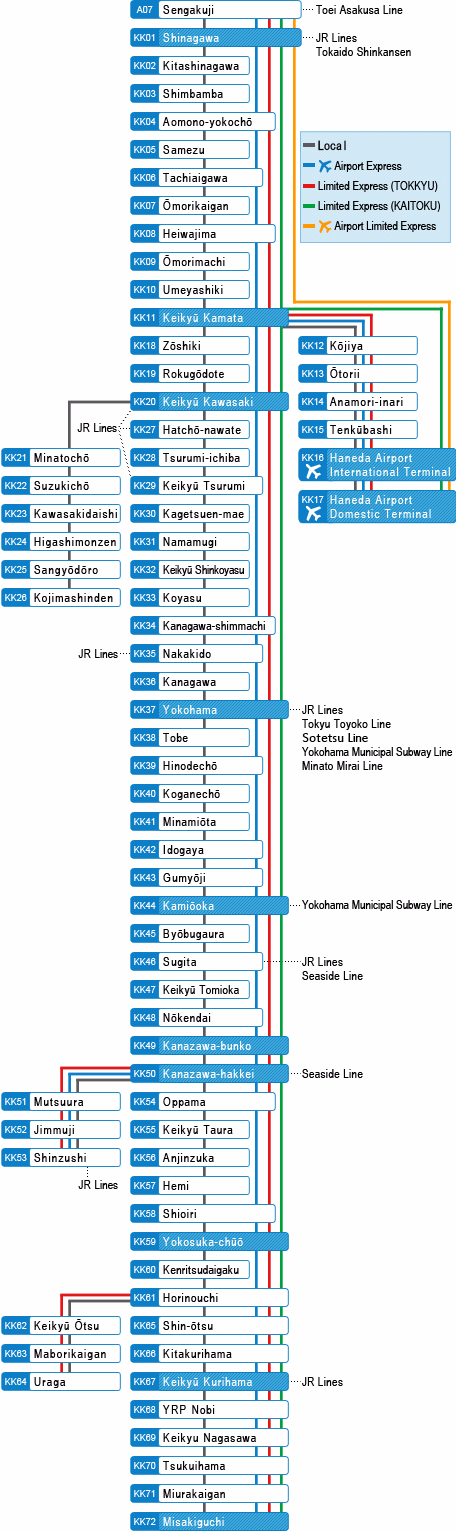 A07 Sengakuji
Toei Asakusa Line
KK01 Shinagawa
JR Lines
Tokaido Shinkansen
KK02 Kitashinagawa
KK03 Shimbamba
KK04 Aomono-yokochō
KK05 Samezu
KK06 Tachiaigawa
KK07 Ōmorikaigan
KK08 Heiwajima
KK09 Ōmorimachi
KK10 Umeyashiki
KK11 Keikyū Kamata
Local
Airport Express
Limited Express (TOKKYU)
Limited Express (KAITOKU)
Airport Limited Express
KK12 Kōjiya
KK13 Ōtorii
KK14 Anamori-inari
KK15 Tenkūbashi
KK16 Haneda Airport
International Terminal
KK17 Haneda Airport
Domestic Terminal
KK18 Zōshiki
KK19 Rokugōdote
KK20 Keikyū Kawasaki
JR Lines
KK21 Minatochō
KK22 Suzukichō
KK23 Kawasakidaishi
KK24 Higashimonzen
KK25 Sangyōdōro
KK26 Kojimashinden
KK27 Hatchō-nawate
KK28 Tsurumi-ichiba
KK29 Keikyū Tsurumi
KK30 Kagetsuen-mae
KK31 Namamugi
KK32 Keikyū Shinkoyasu
KK33 Koyasu
KK34 Kanagawa-shimmachi
JR Lines
KK35 Nakakido
KK36 Kanagawa
KK37 Yokohama
JR Lines
Tokyu Toyoko Line
Sotetsu Line
Yokohama Municipal Subway Line
Minato Mirai Line
KK38 Tobe
KK39 Hinodechō
KK40 Koganechō
KK41 Minamiōta
KK42 Idogaya
KK43 Gumyōji
KK44 Kamiōoka
Yokohama Municipal Subway Line
KK45 Byōbugaura
KK46 Sugita
JR Lines
Seaside Line
KK47 Keikyū Tomioka
KK48 Nōkendai
KK49 Kanazawa-bunko
KK50 Kanazawa-hakkei
Seaside Line
KK51 Mutsuura
KK52 Jimmuji
KK53 Shinzushi
JR Lines
KK54 Oppama
KK55 Keikyū Taura
KK56 Anjinzuka
KK57 Hemi
KK58 Shioiri
KK59 Yokosuka-chūō
KK60 Kenritsudaigaku
KK61 Horinouchi
KK62 Keikyū Ōtsu
KK63 Maborikaigan
KK64 Uraga
KK65 Shin-ōtsu
KK66 Kitakurihama
KK67 Keikyū Kurihama
JR Lines
KK68 YRP Nobi
KK69 Keikyu Nagasawa
KK70 Tsukuihama
KK71 Miurakaigan
KK72 Misakiguchi